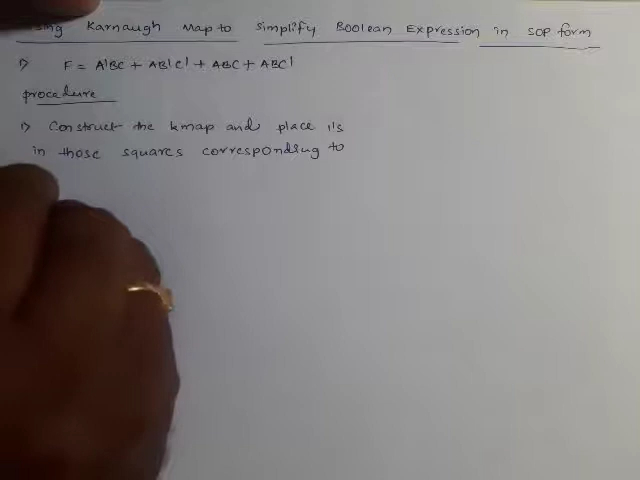 sing Karnaugh Map to Simplify Boolean Expression in SOP form
1) F = A'BC + AB'C' + ABC + ABC'
procedure
1) Construct the kmap and place 1's
in those squares corresponding to